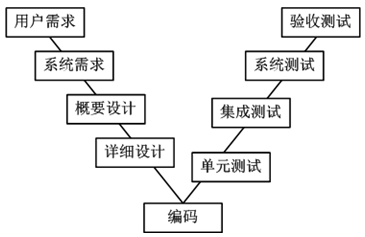 用户需求
验收测试
系统需求
系统测试
概要设计
集成测试
详细设计
单元测试
编码